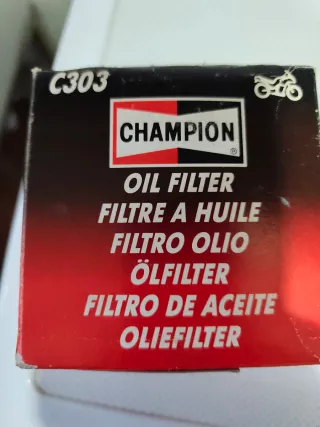 C303
CHAMPION
®
OIL FILTER
FILTRE A HUILE
FILTRO OLIO
ÖLFILTER
FILTRO DE ACEITE
OLIEFILTER